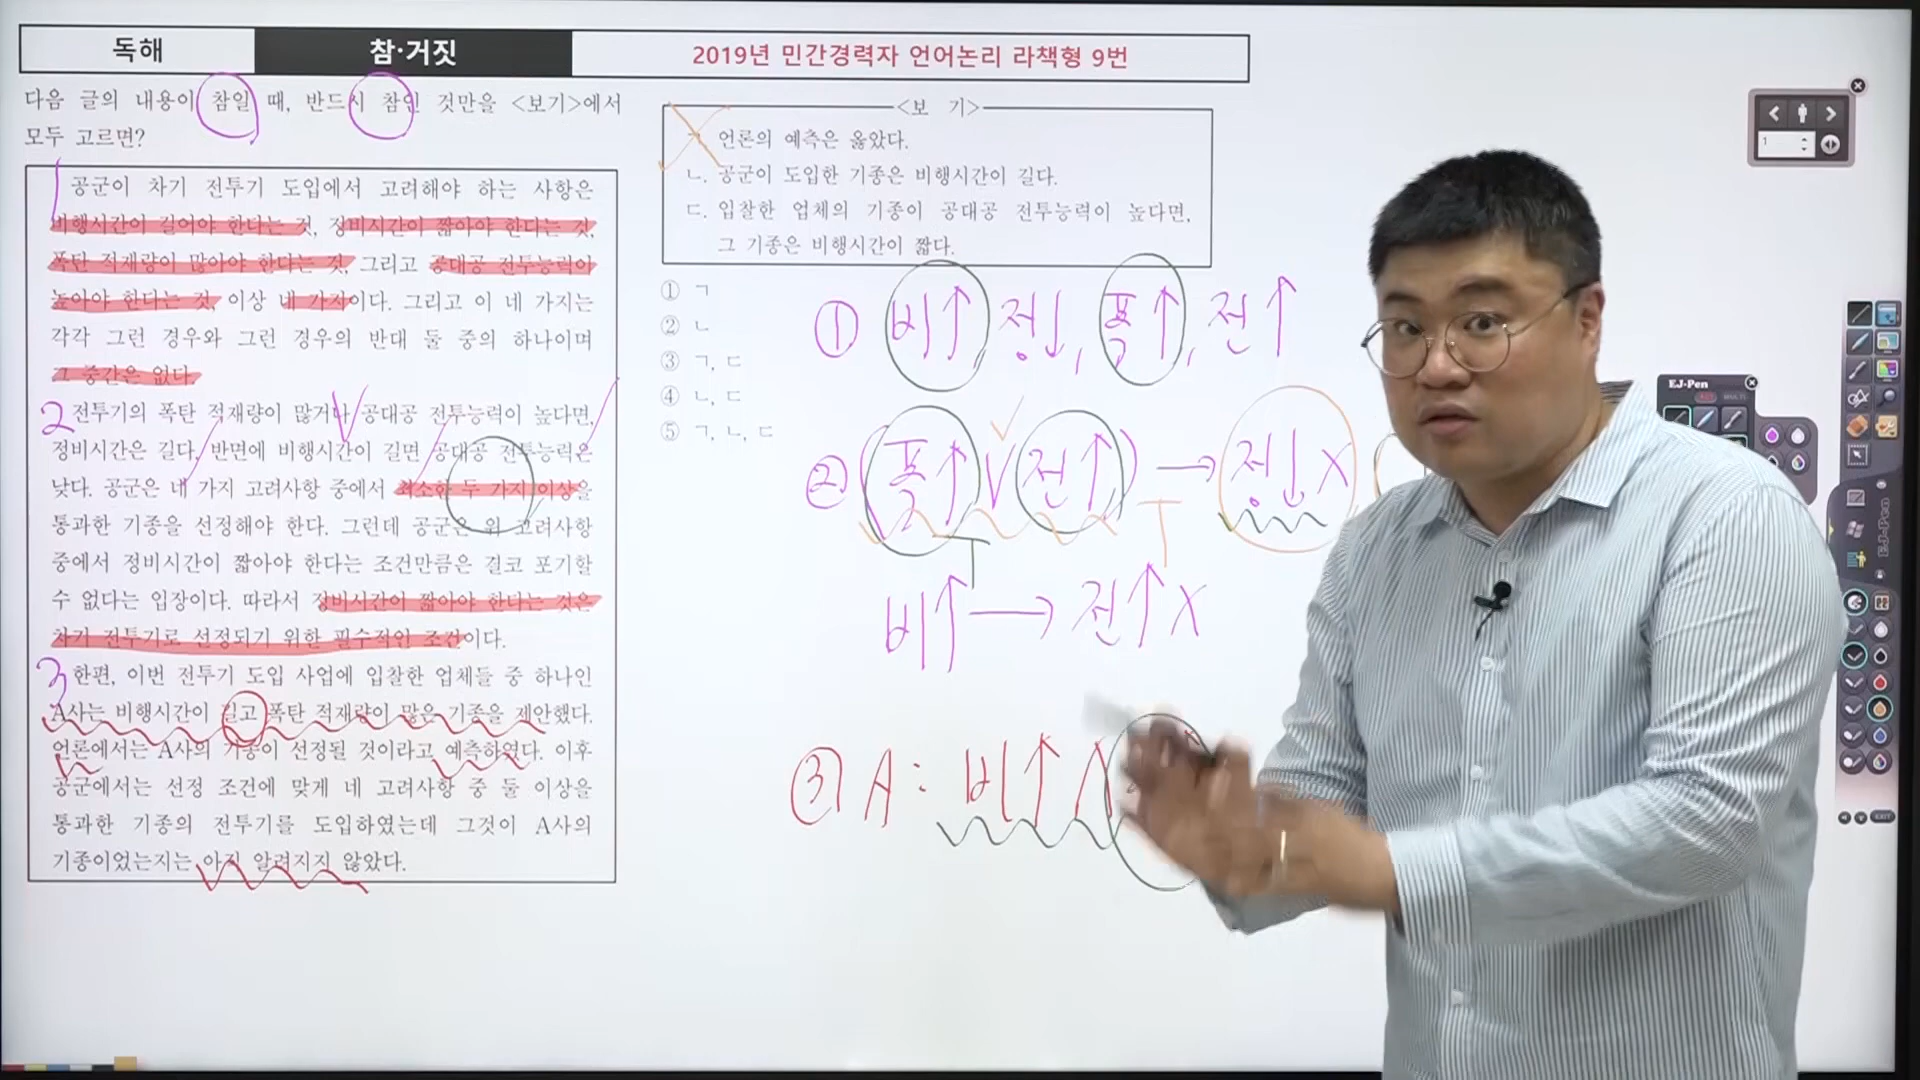 독해 참·거짓 2019년 민간경력자 언어논리 라책형 9번
다음 글의 내용이 참일 때, 반드시 참인 것만을 <보기>에서
모두 고르면?
1 공군이 차기 전투기 도입에서 고려해야 하는 사항은
비행시간이 길어야 한다는 것, 정비시간이 짧아야 한다는 것,
폭탄 적재량이 많아야 한다는 것, 그리고 공대공 전투능력이
높아야 한다는 것, 이상 네 가지이다. 그리고 이 네 가지는
각각 그런 경우와 그런 경우의 반대 둘 중의 하나이며
그 중간은 없다.
2 전투기의 폭탄 적재량이 많거나 공대공 전투능력이 높다면,
정비시간은 길다. 반면에 비행시간이 길면 공대공 전투능력은
낮다. 공군은 네 가지 고려사항 중에서 최소한 두 가지 이상을
통과한 기종을 선정해야 한다. 그런데 공군은 위 고려사항
중에서 정비시간이 짧아야 한다는 조건만큼은 결코 포기할
수 없다는 입장이다. 따라서 정비시간이 짧아야 한다는 것은
차기 전투기로 선정되기 위한 필수적인 조건이다.
3 한편, 이번 전투기 도입 사업에 입찰한 업체들 중 하나인
A사는 비행시간이 길고 폭탄 적재량이 많은 기종을 제안했다.
언론에서는 A사의 기종이 선정될 것이라고 예측하였다. 이후
공군에서는 선정 조건에 맞게 네 고려사항 중 둘 이상을
통과한 기종의 전투기를 도입하였는데 그것이 A사의
기종이었는지는 아직 알려지지 않았다.
<보 기>
ㄱ. 언론의 예측은 옳았다.
ㄴ. 공군이 도입한 기종은 비행시간이 길다.
ㄷ. 입찰한 업체의 기종이 공대공 전투능력이 높다면,
그 기종은 비행시간이 짧다.
① ㄱ
② ㄴ
③ ㄱ, ㄷ
④ ㄴ, ㄷ
⑤ ㄱ, ㄴ, ㄷ
① 비↑, 정↓, 폭↑, 전↑
② (폭↑ ∨ 전↑) → 정↓ X
비↑ → 전↑ X
③ A : 비↑ ∧
1
EJ-Pen
MULTI
EJ-Pen
EXIT